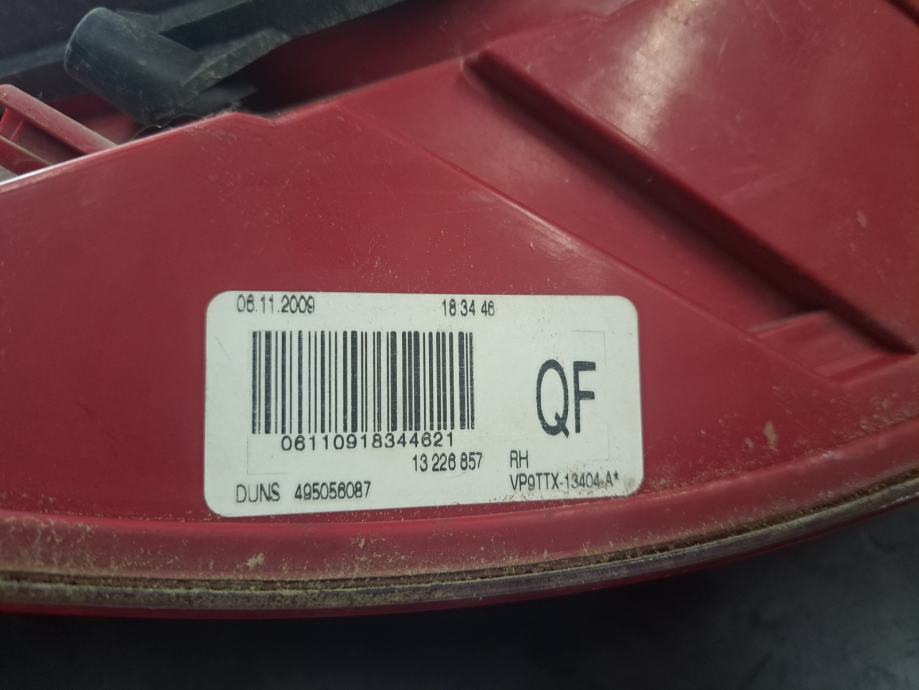 06.11.2009 18:34:46
QF
06110918344621
13 226 857 RH
DUNS 495056087 VP9TTX-13404-A*